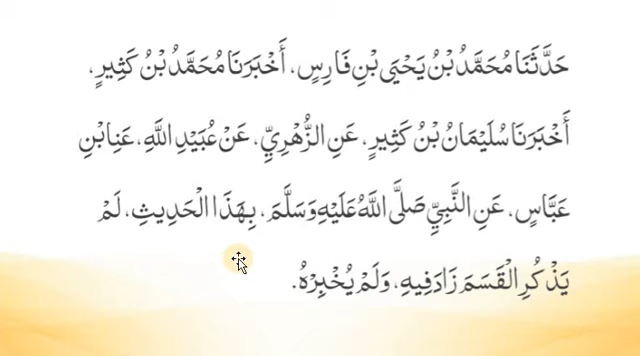 حَدَّثَنَا مُحَمَّدُ بْنُ يَحْيَى بْنِ فَارِسٍ، أَخْبَرَنَا مُحَمَّدُ بْنُ كَثِيرٍ،
أَخْبَرَنَا سُلَيْمَانُ بْنُ كَثِيرٍ، عَنِ الزُّهْرِيِّ، عَنْ عُبَيْدِ اللَّهِ، عَنِ ابْنِ
عَبَّاسٍ، عَنِ النَّبِيِّ صَلَّى اللَّهُ عَلَيْهِ وَسَلَّمَ، بِهَذَا الْحَدِيثِ، لَمْ
يَذْكُرِ الْقَسَمَ زَادَ فِيهِ، وَلَمْ يُخْبِرْهُ.